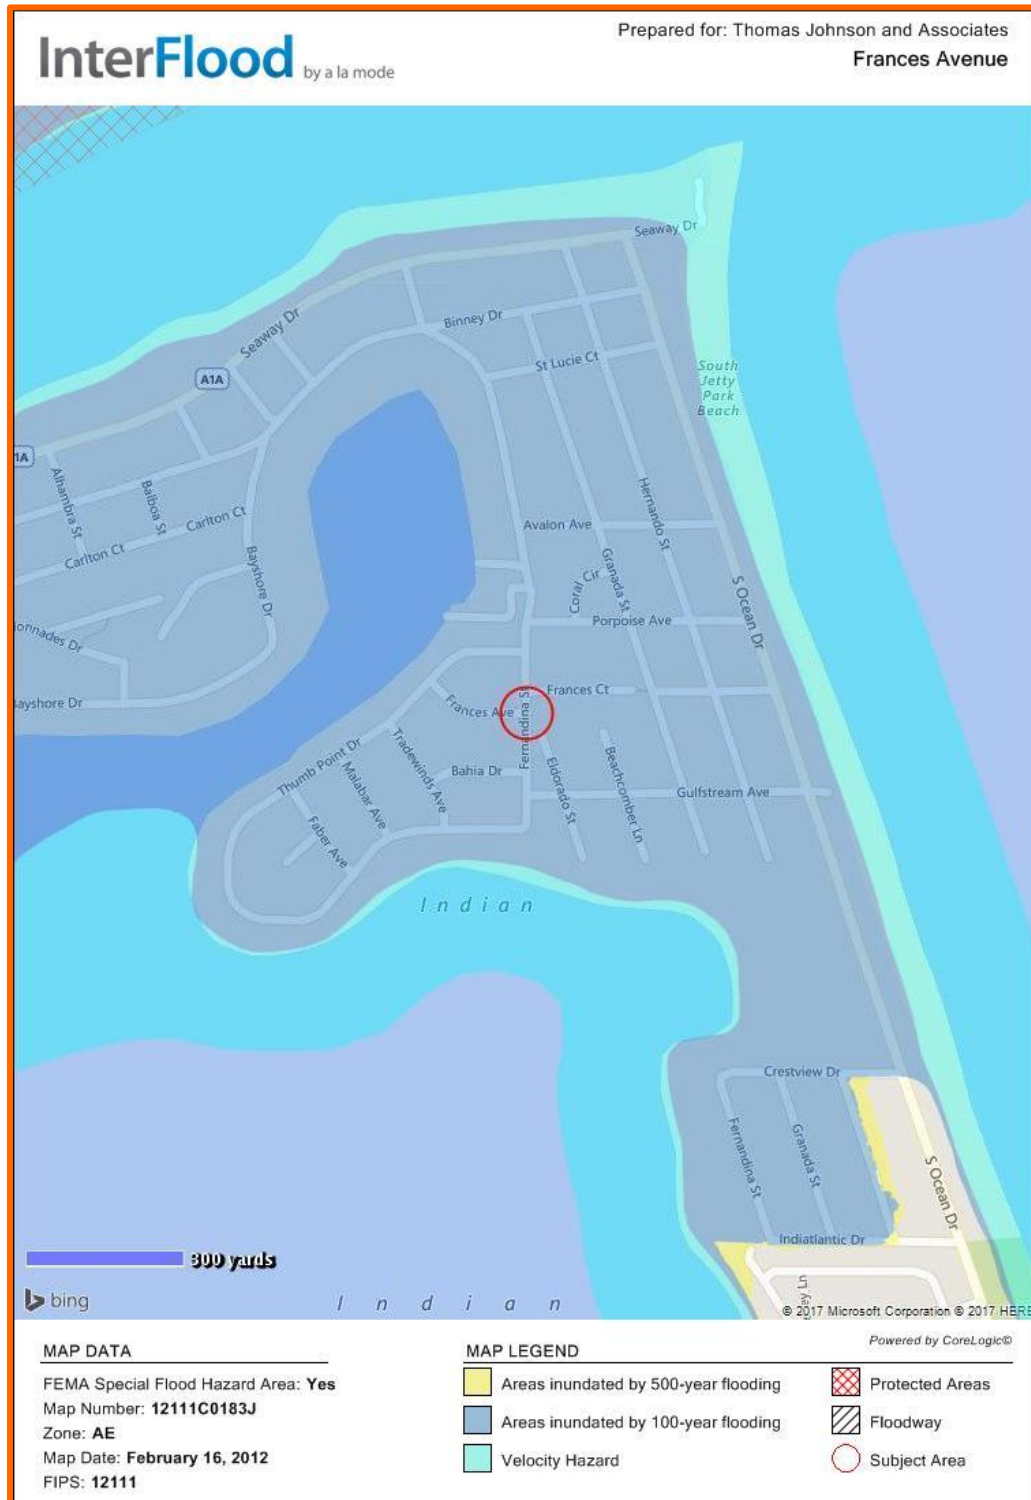 Prepared for: Thomas Johnson and Associates
InterFlood by a la mode
Frances Avenue
Seaway Dr
Binney Dr
Seaway Dr
St Lucie Ct
A1A
South
Jetty
Park
Beach
1A
Alhambra St
Balboa St
Carlton Ct
Carlton Ct
Hernando St
Avalon Ave
Bayshore Dr
Granada St
Coral Cir
S Ocean Dr
Porpoise Ave
onnades Dr
Bayshore Dr
Frances Ave
Fernandina St
Frances Ct
Thumb Point Dr
Tradewinds Ave
Malabar Ave
Bahia Dr
Eldorado St
Beachcomber Ln
Gulfstream Ave
Faber Ave
Indian
Crestview Dr
Fernandina St
Granada St
S Ocean Dr
Indiatlantic Dr
300 yards
bing
Indian
ay Ln
© 2017 Microsoft Corporation © 2017 HERE
Powered by CoreLogic©
MAP DATA
FEMA Special Flood Hazard Area: Yes
Map Number: 12111C0183J
Zone: AE
Map Date: February 16, 2012
FIPS: 12111
MAP LEGEND
Areas inundated by 500-year flooding
Areas inundated by 100-year flooding
Velocity Hazard
Protected Areas
Floodway
Subject Area